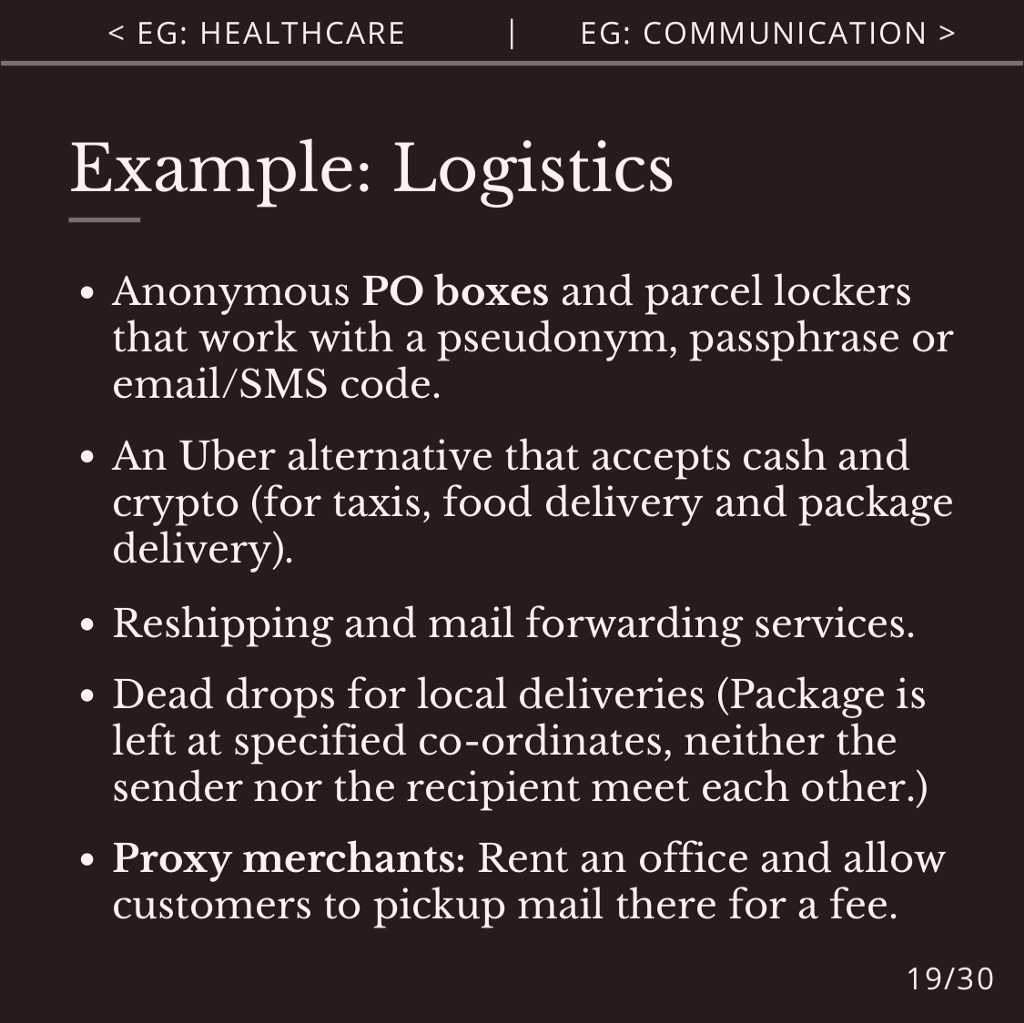 < EG: HEALTHCARE | EG: COMMUNICATION >
Example: Logistics
• Anonymous PO boxes and parcel lockers
that work with a pseudonym, passphrase or
email/SMS code.
• An Uber alternative that accepts cash and
crypto (for taxis, food delivery and package
delivery).
• Reshipping and mail forwarding services.
• Dead drops for local deliveries (Package is
left at specified co-ordinates, neither the
sender nor the recipient meet each other.)
• Proxy merchants: Rent an office and allow
customers to pickup mail there for a fee.
19/30